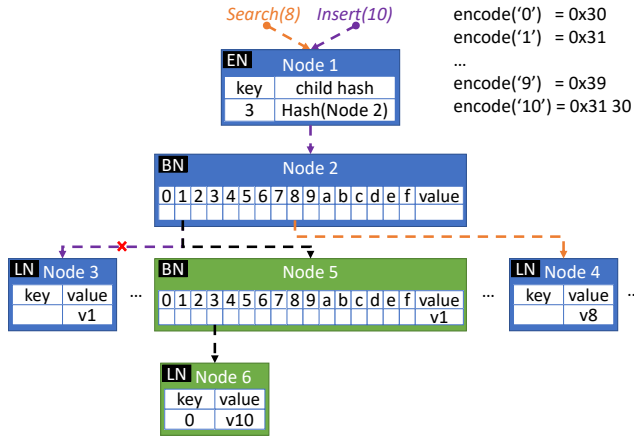 Search(8) Insert(10)
encode('0') = 0x30
encode('1') = 0x31
...
encode('9') = 0x39
encode('10') = 0x31 30
EN Node 1
key child hash
3 Hash(Node 2)
BN Node 2
0 1 2 3 4 5 6 7 8 9 a b c d e f value
LN Node 3
key value
v1
...
BN Node 5
0 1 2 3 4 5 6 7 8 9 a b c d e f value
v1
...
LN Node 4
key value
v8
...
LN Node 6
key value
0 v10